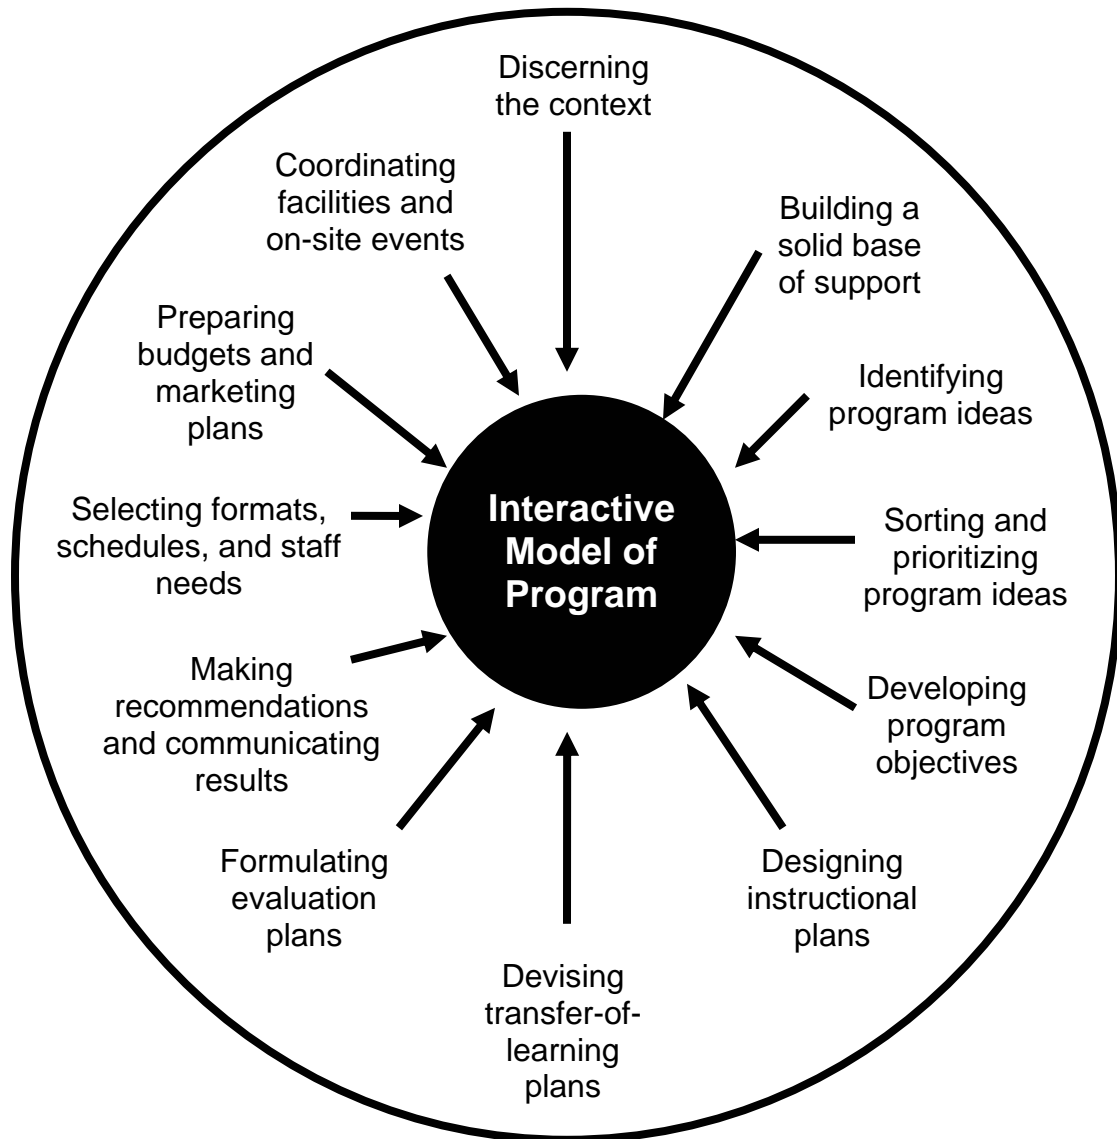 Discerning
the context
Building a
solid base
of support
Identifying
program ideas
Sorting and
prioritizing
program ideas
Developing
program
objectives
Designing
instructional
plans
Devising
transfer-of-
learning
plans
Formulating
evaluation
plans
Making
recommendations
and communicating
results
Selecting formats,
schedules, and staff
needs
Preparing
budgets and
marketing
plans
Coordinating
facilities and
on-site events
Interactive
Model of
Program